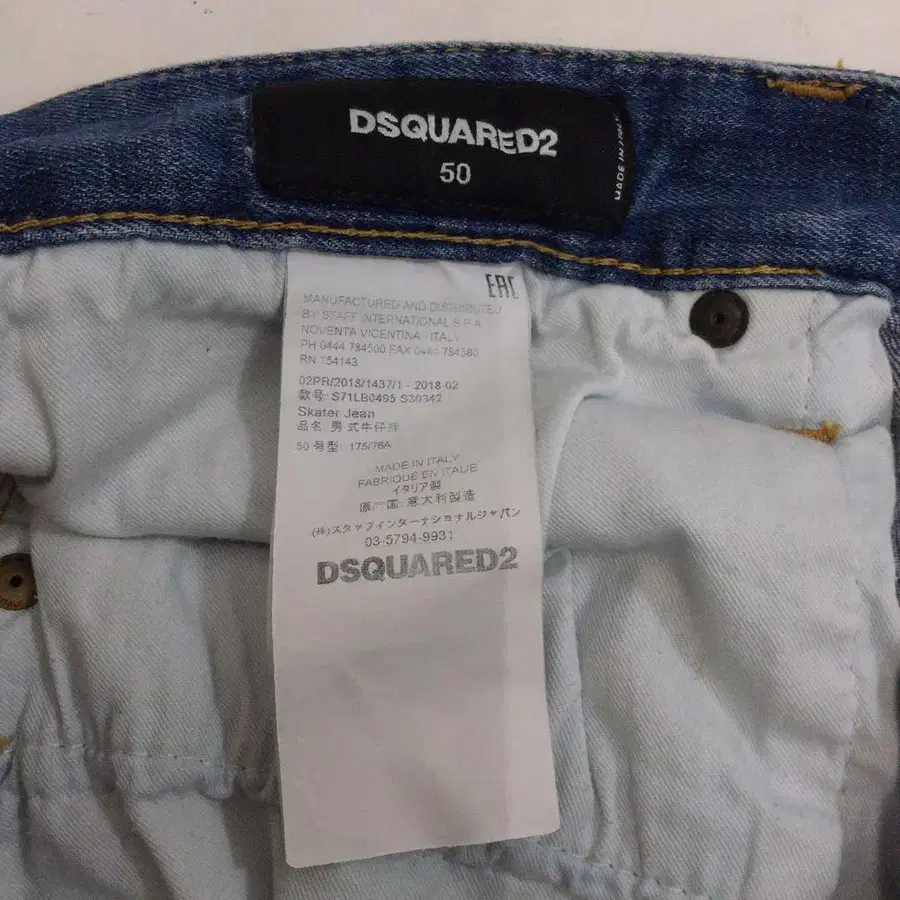 DSQUARED2
50
MADE IN ITALY
EAC
MANUFACTURED AND DISTRIBUTED
BY STAFF INTERNATIONAL S.P.A.
NOVENTA VICENTINA - ITALY
PH 0444 784500 FAX 0444 784580
RN 154143
02PR/2018/1437/1 - 2018 02
款号: S71LB0495 S30342
Skater Jean
品名 男式牛仔裤
50 号型: 175/76A
MADE IN ITALY
FABRIQUÉ EN ITALIE
イタリア製
原产国 意大利製造
(株)スタッフインターナショナルジャパン
03-5794-9931
DSQUARED2